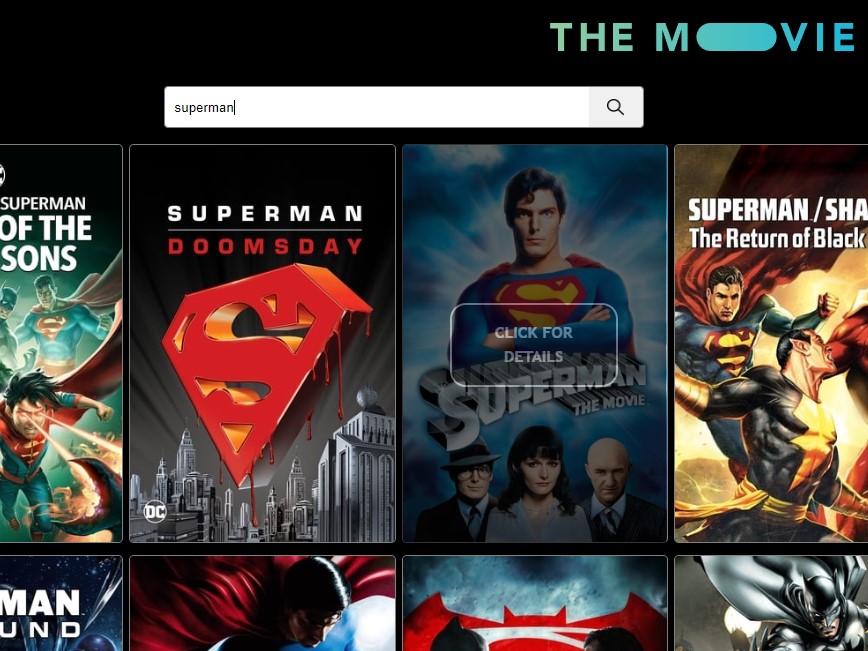 THE M VIE
superman
SUPERMAN
OF THE
SONS
SUPERMAN
DOOMSDAY
DC
CLICK FOR
DETAILS
SUPERMAN
THE MOVIE
SUPERMAN / SHA
The Return of Black
MAN
UND